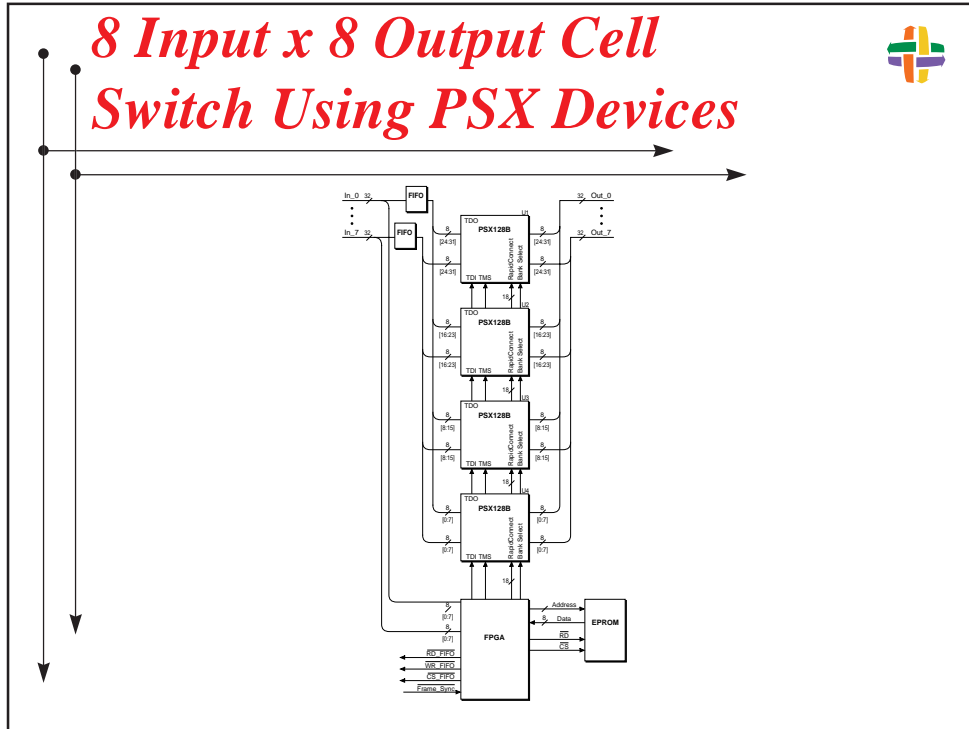 8 Input x 8 Output Cell
Switch Using PSX Devices
In_0 32 FIFO 32 Out_0
In_7 32 FIFO 32 Out_7
U1
TDO
PSX128B
8 [24:31] 8 [24:31]
8 [24:31] 8 [24:31]
TDI TMS RapidConnect Bank Select
18
U2
TDO
PSX128B
8 [16:23] 8 [16:23]
8 [16:23] 8 [16:23]
TDI TMS RapidConnect Bank Select
18
U3
TDO
PSX128B
8 [8:15] 8 [8:15]
8 [8:15] 8 [8:15]
TDI TMS RapidConnect Bank Select
18
U4
TDO
PSX128B
8 [0:7] 8 [0:7]
8 [0:7] 8 [0:7]
TDI TMS RapidConnect Bank Select
18
8 [0:7]
8 [0:7]
FPGA
Address
8 Data
RD
CS
EPROM
RD_FIFO
WR_FIFO
CS_FIFO
Frame_Sync